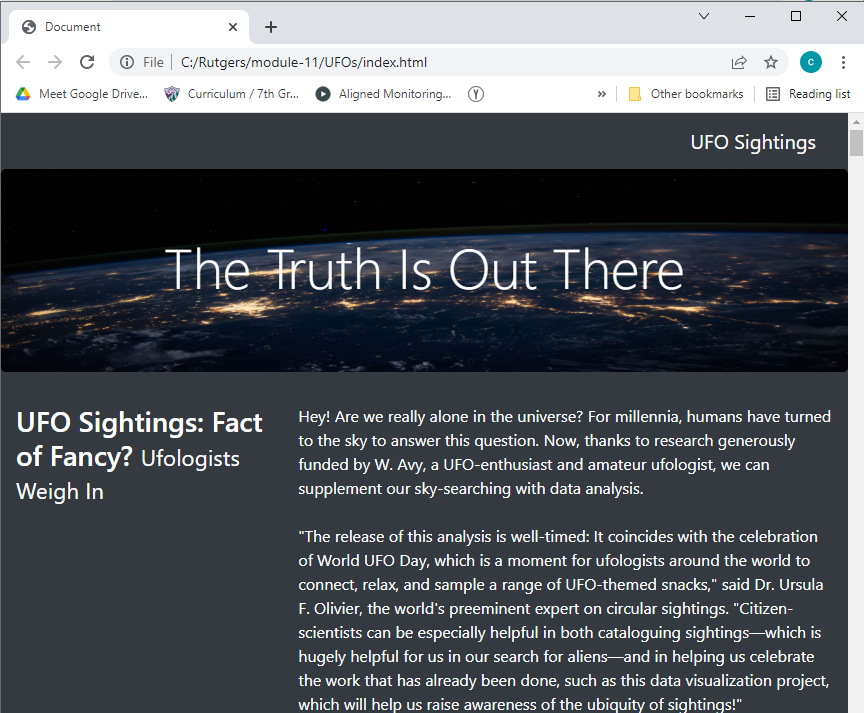 Document
File C:/Rutgers/module-11/UFOs/index.html C
Meet Google Drive... Curriculum / 7th Gr... Aligned Monitoring... Y » Other bookmarks Reading list
UFO Sightings
The Truth Is Out There
UFO Sightings: Fact
of Fancy? Ufologists
Weigh In
Hey! Are we really alone in the universe? For millennia, humans have turned
to the sky to answer this question. Now, thanks to research generously
funded by W. Avy, a UFO-enthusiast and amateur ufologist, we can
supplement our sky-searching with data analysis.
"The release of this analysis is well-timed: It coincides with the celebration
of World UFO Day, which is a moment for ufologists around the world to
connect, relax, and sample a range of UFO-themed snacks," said Dr. Ursula
F. Olivier, the world's preeminent expert on circular sightings. "Citizen-
scientists can be especially helpful in both cataloguing sightings—which is
hugely helpful for us in our search for aliens—and in helping us celebrate
the work that has already been done, such as this data visualization project,
which will help us raise awareness of the ubiquity of sightings!"